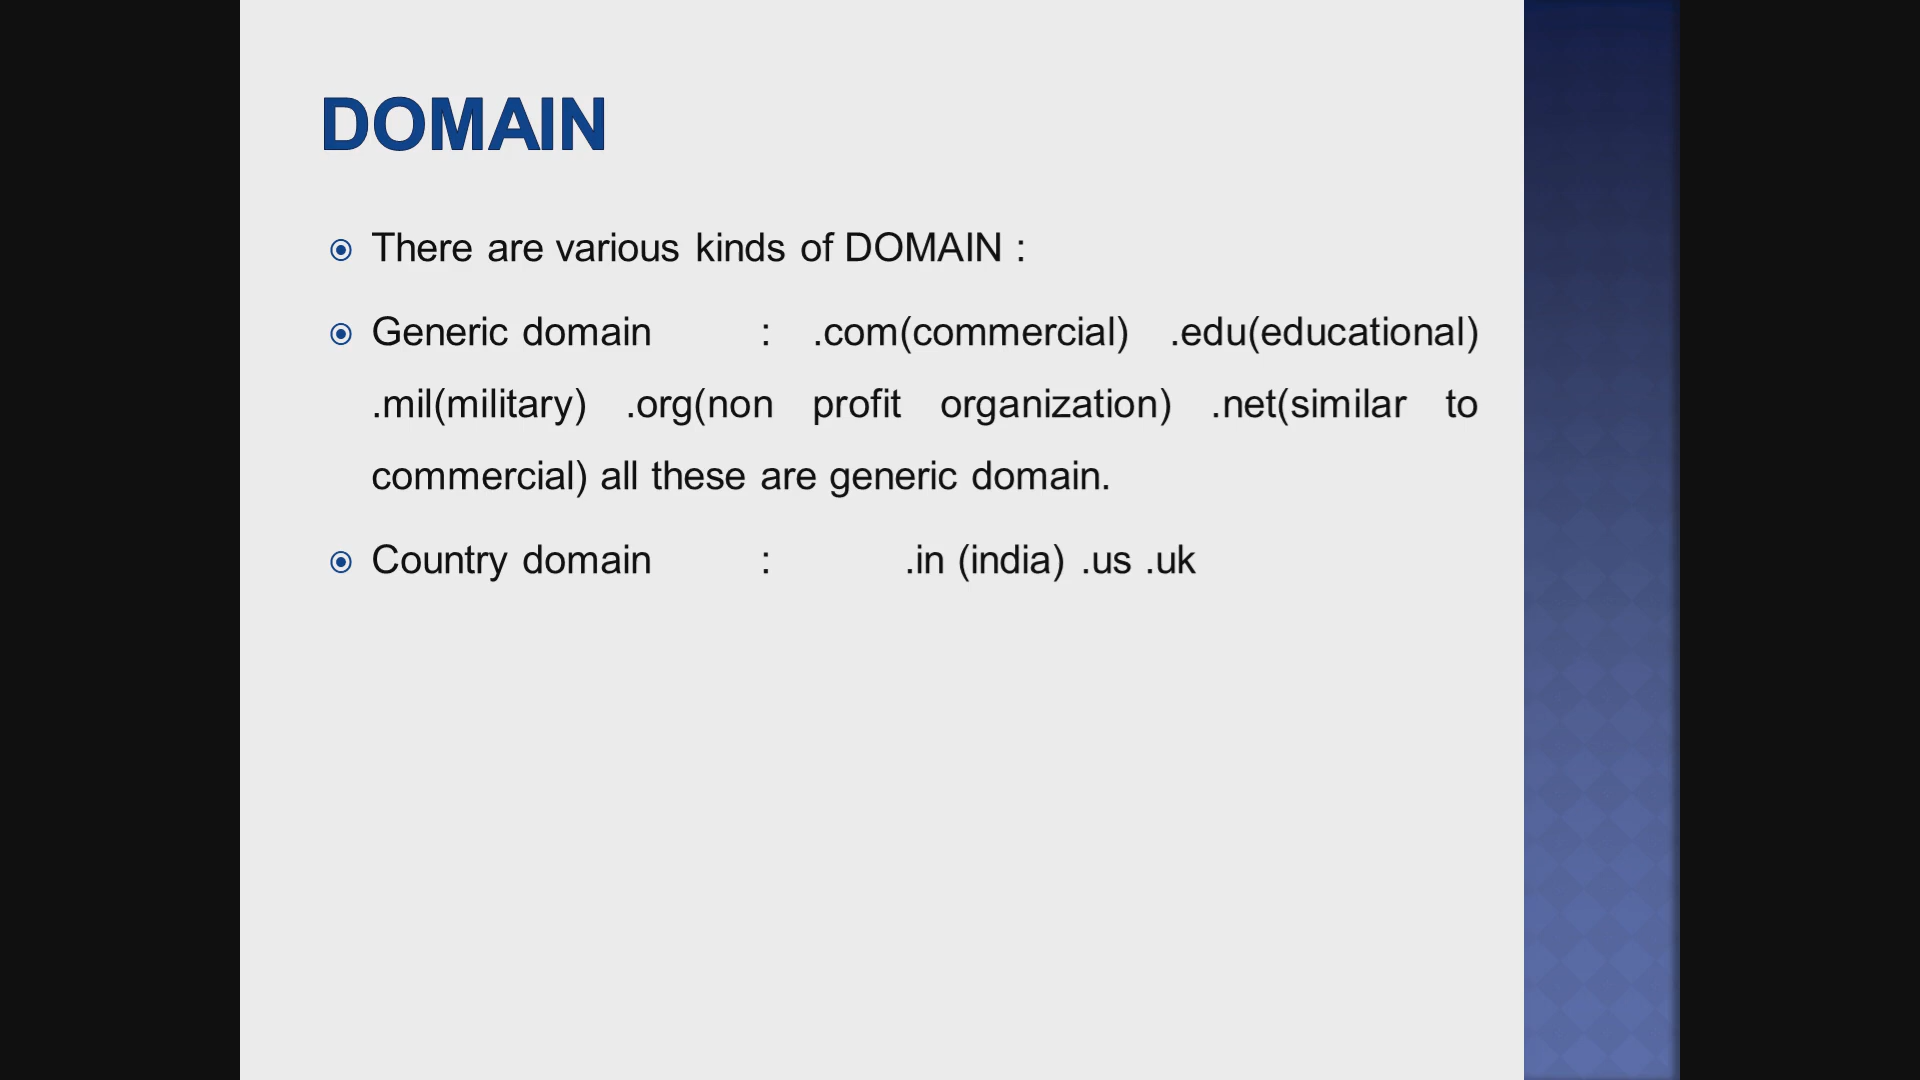 DOMAIN
There are various kinds of DOMAIN :
Generic domain : .com(commercial) .edu(educational)
.mil(military) .org(non profit organization) .net(similar to
commercial) all these are generic domain.
Country domain : .in (india) .us .uk